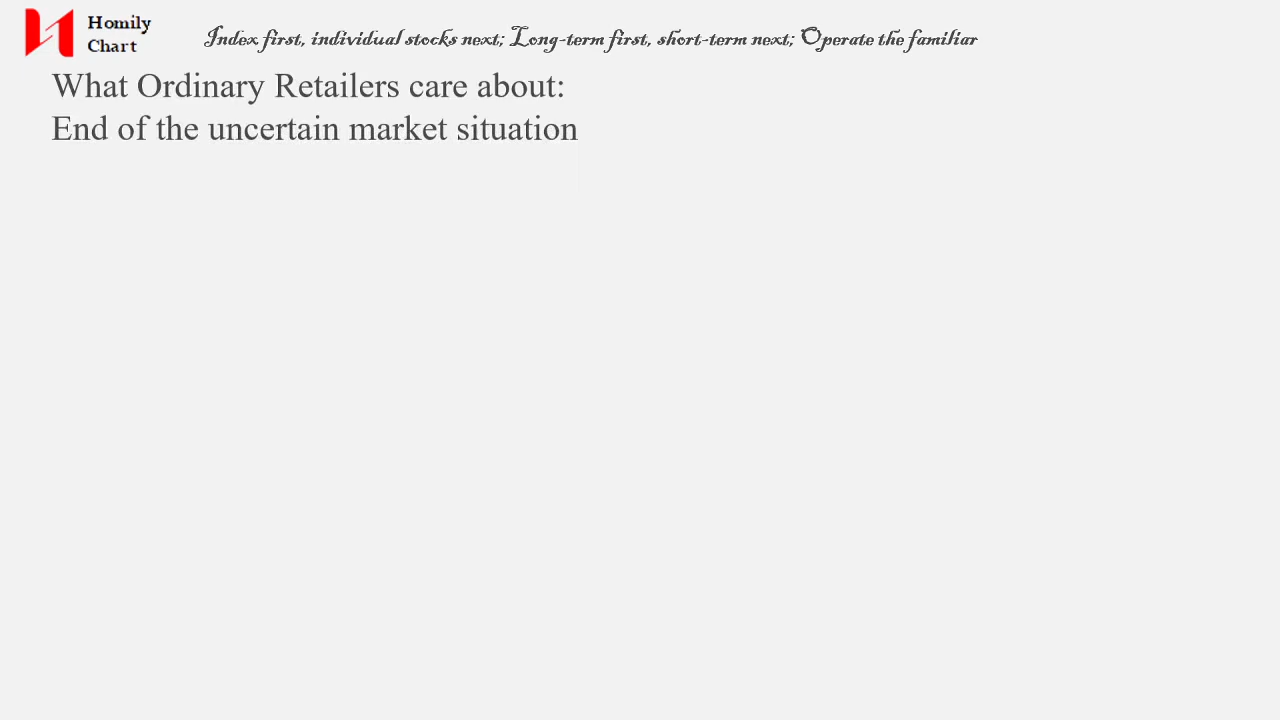 Homily
Chart
Index first, individual stocks next; Long-term first, short-term next; Operate the familiar
What Ordinary Retailers care about:
End of the uncertain market situation